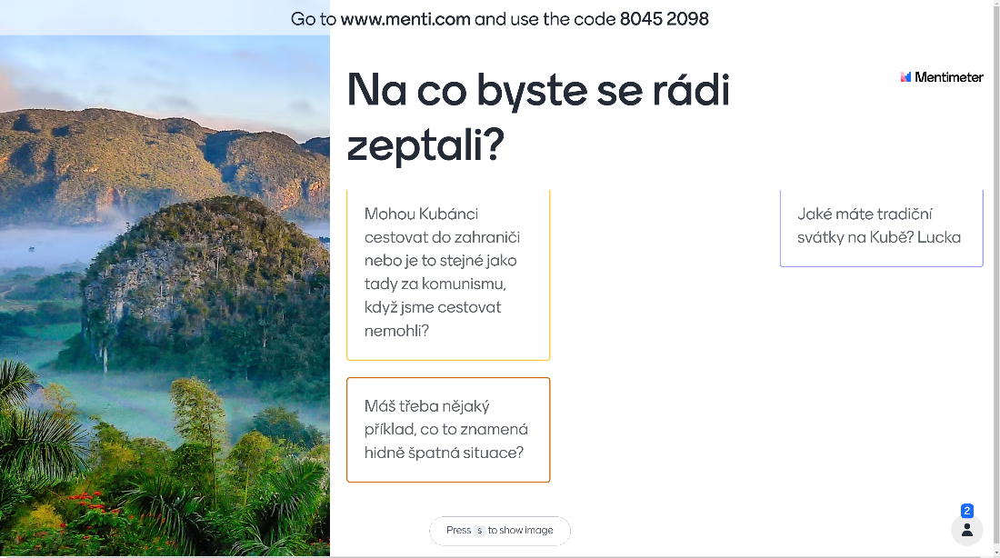 Go to www.menti.com and use the code 8045 2098
Mentimeter
Na co byste se rádi
zeptali?
Mohou Kubánci
cestovat do zahraničí
nebo je to stejné jako
tady za komunismu,
když jsme cestovat
nemohli?
Máš třeba nějaký
příklad, co to znamená
hidně špatná situace?
Jaké máte tradiční
svátky na Kubě? Lucka
Press s to show image
2